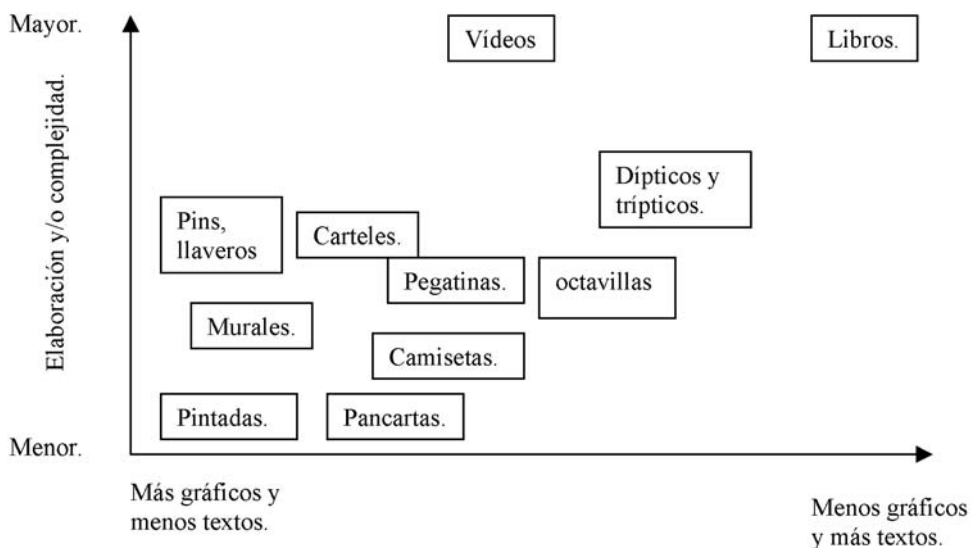 Mayor.
Vídeos
Libros.
Elaboración y/o complejidad.
Dípticos y
trípticos.
Pins,
llaveros
Carteles.
Pegatinas.
octavillas
Murales.
Camisetas.
Pintadas.
Pancartas.
Menor.
Más gráficos y
menos textos.
Menos gráficos
y más textos.